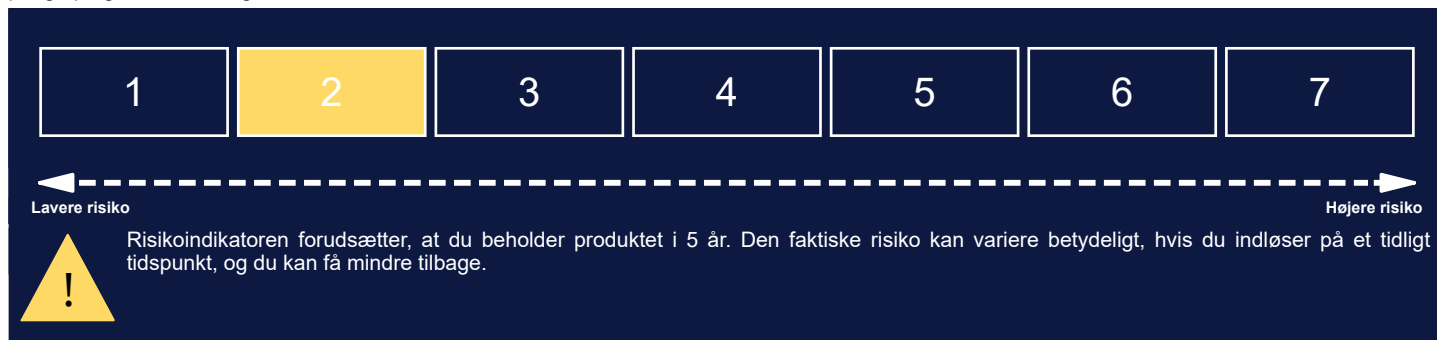 1 2 3 4 5 6 7
Lavere risiko Højere risiko
Risikoindikatoren forudsætter, at du beholder produktet i 5 år. Den faktiske risiko kan variere betydeligt, hvis du indløser på et tidligt
tidspunkt, og du kan få mindre tilbage.
!